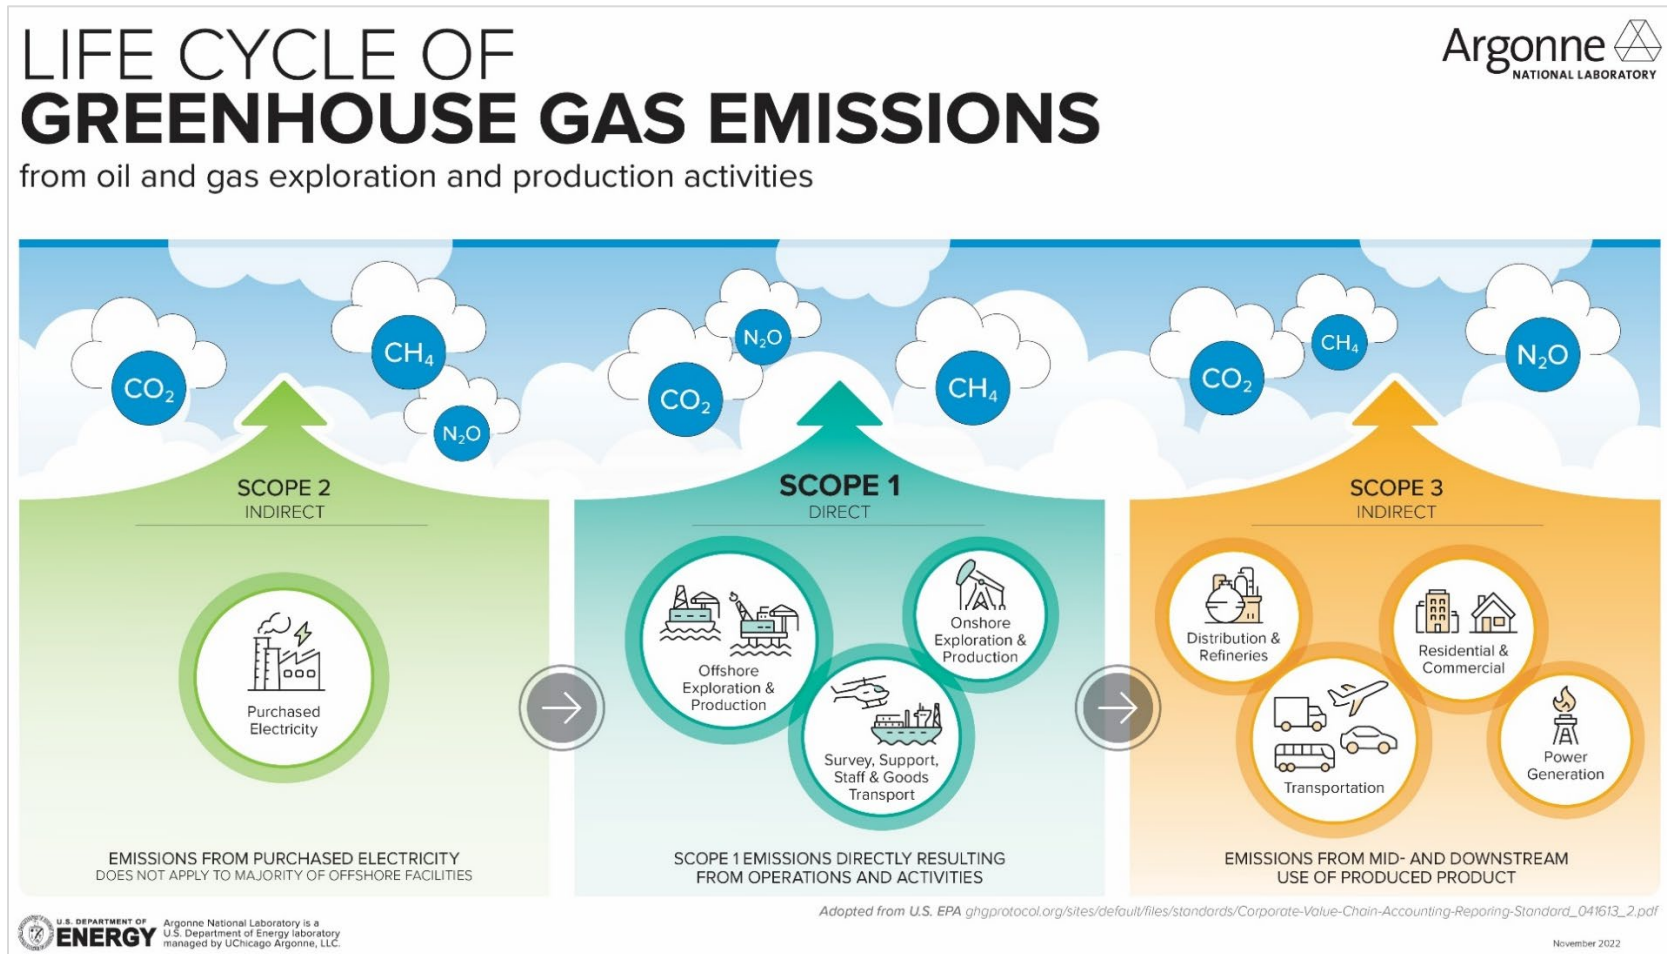 LIFE CYCLE OF
GREENHOUSE GAS EMISSIONS
from oil and gas exploration and production activities
Argonne
NATIONAL LABORATORY
CO₂
CH₄
N₂O
CO₂
N₂O
CH₄
CO₂
CH₄
N₂O
SCOPE 2
INDIRECT
Purchased
Electricity
EMISSIONS FROM PURCHASED ELECTRICITY
DOES NOT APPLY TO MAJORITY OF OFFSHORE FACILITIES
SCOPE 1
DIRECT
Offshore
Exploration &
Production
Survey, Support,
Staff & Goods
Transport
Onshore
Exploration &
Production
SCOPE 1 EMISSIONS DIRECTLY RESULTING
FROM OPERATIONS AND ACTIVITIES
SCOPE 3
INDIRECT
Distribution &
Refineries
Transportation
Residential &
Commercial
Power
Generation
EMISSIONS FROM MID- AND DOWNSTREAM
USE OF PRODUCED PRODUCT
Adopted from U.S. EPA ghgprotocol.org/sites/default/files/standards/Corporate-Value-Chain-Accounting-Reporing-Standard_041613_2.pdf
U.S. DEPARTMENT OF
ENERGY
Argonne National Laboratory is a
U.S. Department of Energy laboratory
managed by UChicago Argonne, LLC.
November 2022